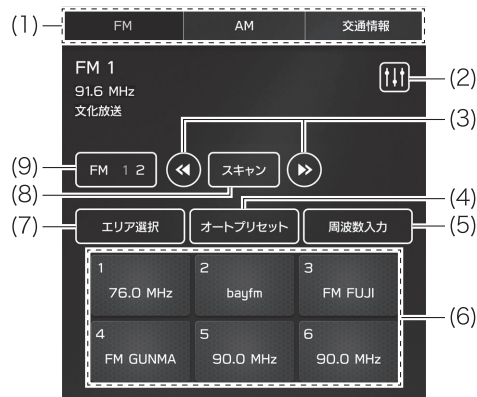 (1) FM AM 交通情報
FM 1
91.6 MHz
文化放送
(2)
(3)
(9) FM 1 2 スキャン
(8)
(4)
(7) エリア選択 オートプリセット 周波数入力 (5)
1 2 3
76.0 MHz bayfm FM FUJI
(6)
4 5 6
FM GUNMA 90.0 MHz 90.0 MHz